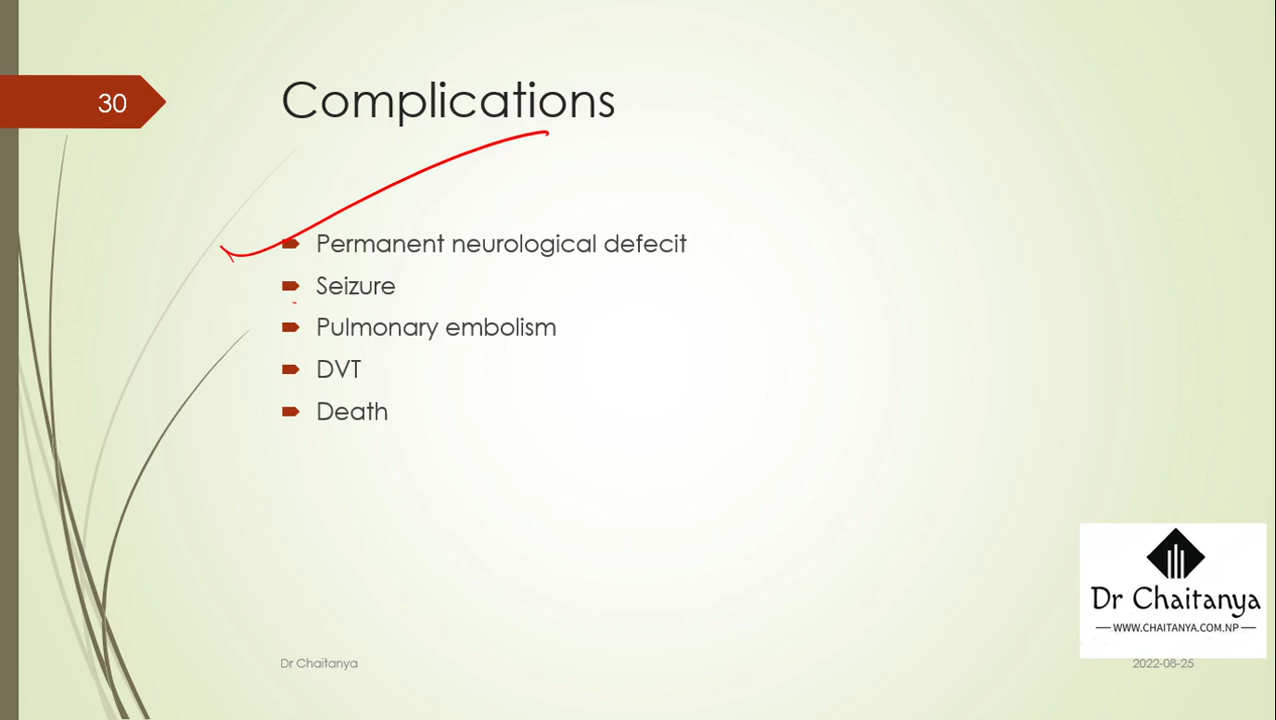 30
Complications
Permanent neurological defecit
Seizure
Pulmonary embolism
DVT
Death
Dr Chaitanya
WWW.CHAITANYA.COM.NP
Dr Chaitanya
2022-08-25